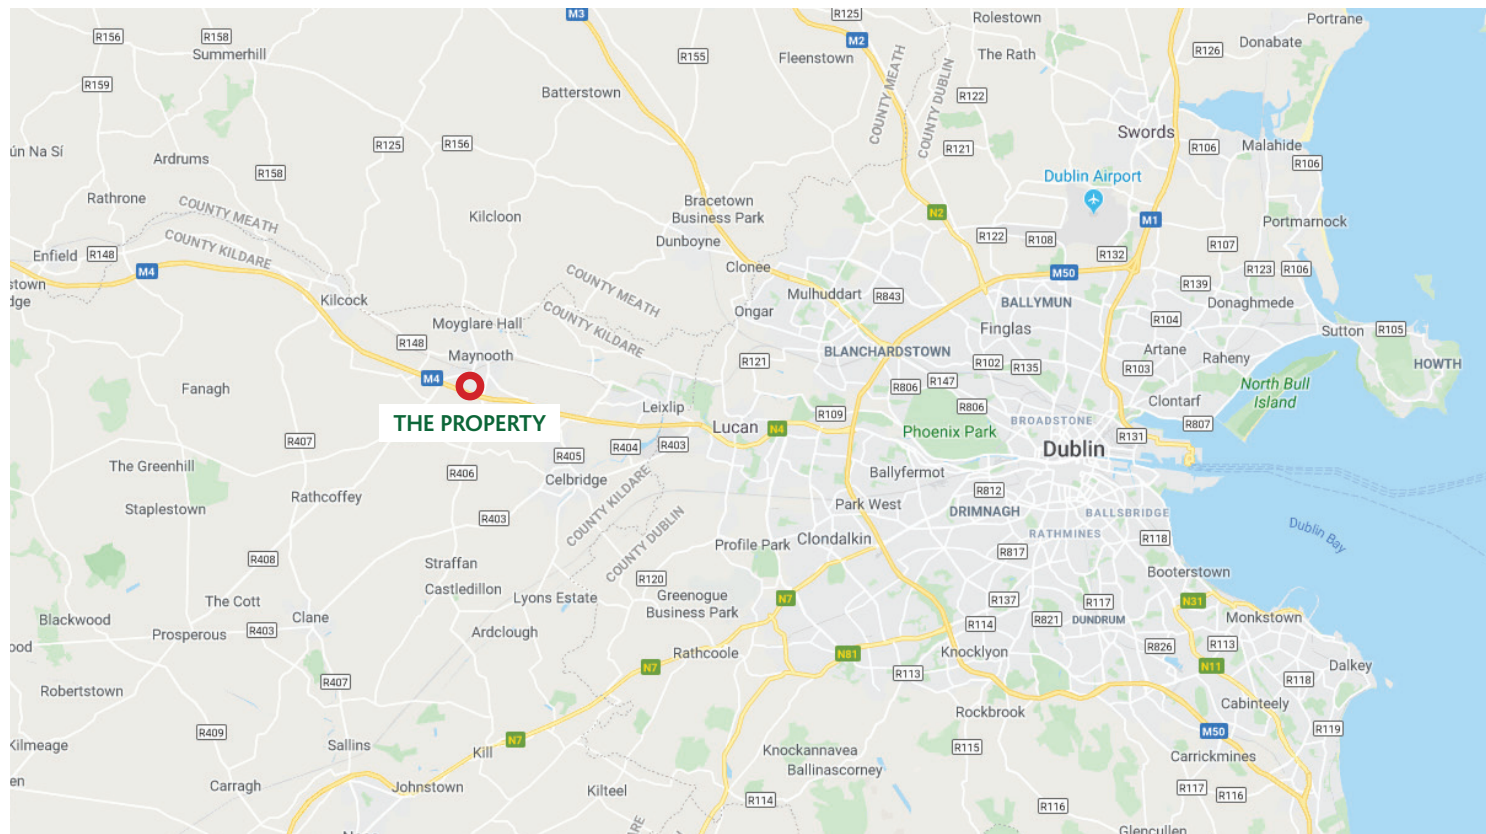 M3
R125
Rolestown
Portrane
R156
R158
Summerhill
M2
Donabate
R155
Fleenstown
The Rath
R126
R159
Batterstown
COUNTY MEATH
COUNTY DUBLIN
R122
Swords
ún Na Sí
Ardrums
R125
R156
R121
R106
Malahide
R158
Dublin Airport
R106
Rathrone
COUNTY MEATH
Kilcloon
Bracetown
Business Park
N2
M1
Portmarnock
COUNTY KILDARE
Dunboyne
R122
R108
R107
Enfield
R148
M4
Clonee
R132
R123
R106
stown
dge
COUNTY MEATH
M50
R139
Kilcock
Mulhuddart
R843
BALLYMUN
Donaghmede
Moyglare Hall
COUNTY KILDARE
Ongar
Finglas
R104
Sutton
R105
R148
Maynooth
R121
BLANCHARDSTOWN
R102
R135
Artane
Raheny
HOWTH
M4
Fanagh
R806
R147
R103
North Bull
Island
THE PROPERTY
Leixlip
R109
R806
Clontarf
Lucan
N4
Phoenix Park
BROADSTONE
R807
R407
R404
R403
Dublin
R131
R405
The Greenhill
R406
Celbridge
Ballyfermot
Rathcoffey
R812
Staplestown
R403
COUNTY KILDARE
COUNTY DUBLIN
Park West
DRIMNAGH
BALLSBRIDGE
RATHMINES
Dublin Bay
Profile Park
Clondalkin
R118
R408
Straffan
R817
Castledillon
R120
Booterstown
Lyons Estate
Greenogue
Business Park
N7
R137
R117
N31
The Cott
Blackwood
Clane
R114
R821
DUNDRUM
Monkstown
Prosperous
R403
Ardclough
ood
Rathcoole
N81
Knocklyon
R826
R113
N7
R113
N11
Dalkey
Robertstown
R407
R118
Cabinteely
Rockbrook
R409
Kilmeage
Sallins
Kill
N7
Knockannavea
R115
M50
R119
Ballinascorney
Carrickmines
en
Carragh
Johnstown
Kilteel
R114
R117
R116
R116
Glencullen